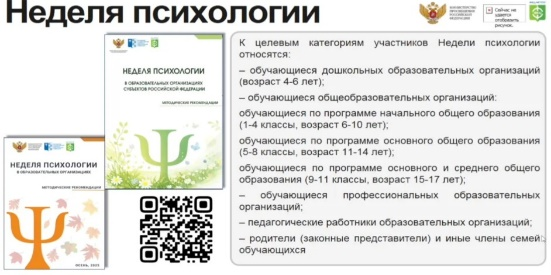 Неделя психологии
МИНИСТЕРСТВО
ПРОСВЕЩЕНИЯ
РОССИЙСКОЙ
ФЕДЕРАЦИИ
Сейчас не
удается
отобразить
рисунок.
НЕДЕЛЯ ПСИХОЛОГИИ
В ОБРАЗОВАТЕЛЬНЫХ ОРГАНИЗАЦИЯХ
СУБЪЕКТОВ РОССИЙСКОЙ ФЕДЕРАЦИИ
МЕТОДИЧЕСКИЕ РЕКОМЕНДАЦИИ
НЕДЕЛЯ ПСИХОЛОГИИ
В ОБРАЗОВАТЕЛЬНЫХ ОРГАНИЗАЦИЯХ
МЕТОДИЧЕСКИЕ РЕКОМЕНДАЦИИ
К целевым категориям участников Недели психологии
относятся:
– обучающиеся дошкольных образовательных организаций
(возраст 4-6 лет);
– обучающиеся общеобразовательных организаций:
обучающиеся по программе начального общего образования
(1-4 классы, возраст 6-10 лет);
обучающиеся по программе основного общего образования
(5-8 классы, возраст 11-14 лет);
обучающиеся по программе основного и среднего общего
образования (9-11 классы, возраст 15-17 лет);
– обучающиеся профессиональных образовательных
организаций;
– педагогические работники образовательных организаций;
– родители (законные представители) и иные члены семей
обучающихся